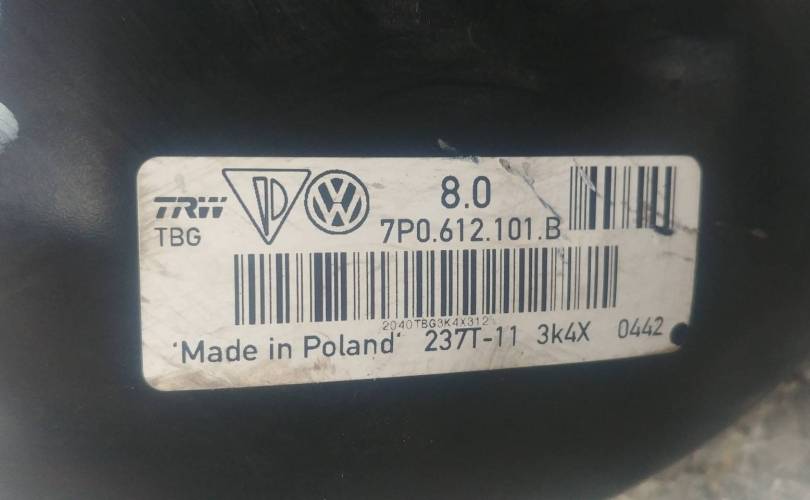 TRW 8.0
TBG 7P0.612.101.B
2040TBG3K4X312
'Made in Poland' 237T-11 3k4X 0442